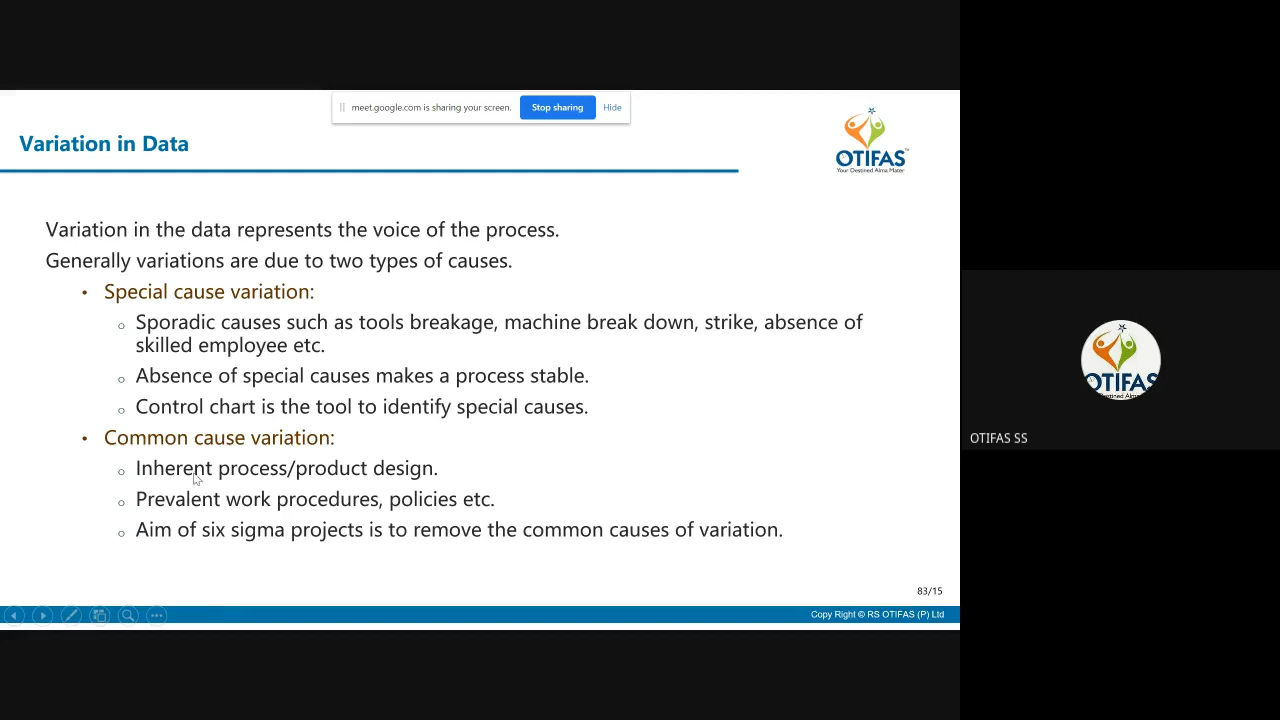 meet.google.com is sharing your screen. Stop sharing Hide
Variation in Data
OTIFAS™
Your Destined Alma Mater
Variation in the data represents the voice of the process.
Generally variations are due to two types of causes.
• Special cause variation:
o Sporadic causes such as tools breakage, machine break down, strike, absence of
skilled employee etc.
o Absence of special causes makes a process stable.
o Control chart is the tool to identify special causes.
• Common cause variation:
o Inherent process/product design.
o Prevalent work procedures, policies etc.
o Aim of six sigma projects is to remove the common causes of variation.
83/15
Copy Right © RS OTIFAS (P) Ltd
OTIFAS
OTIFAS SS